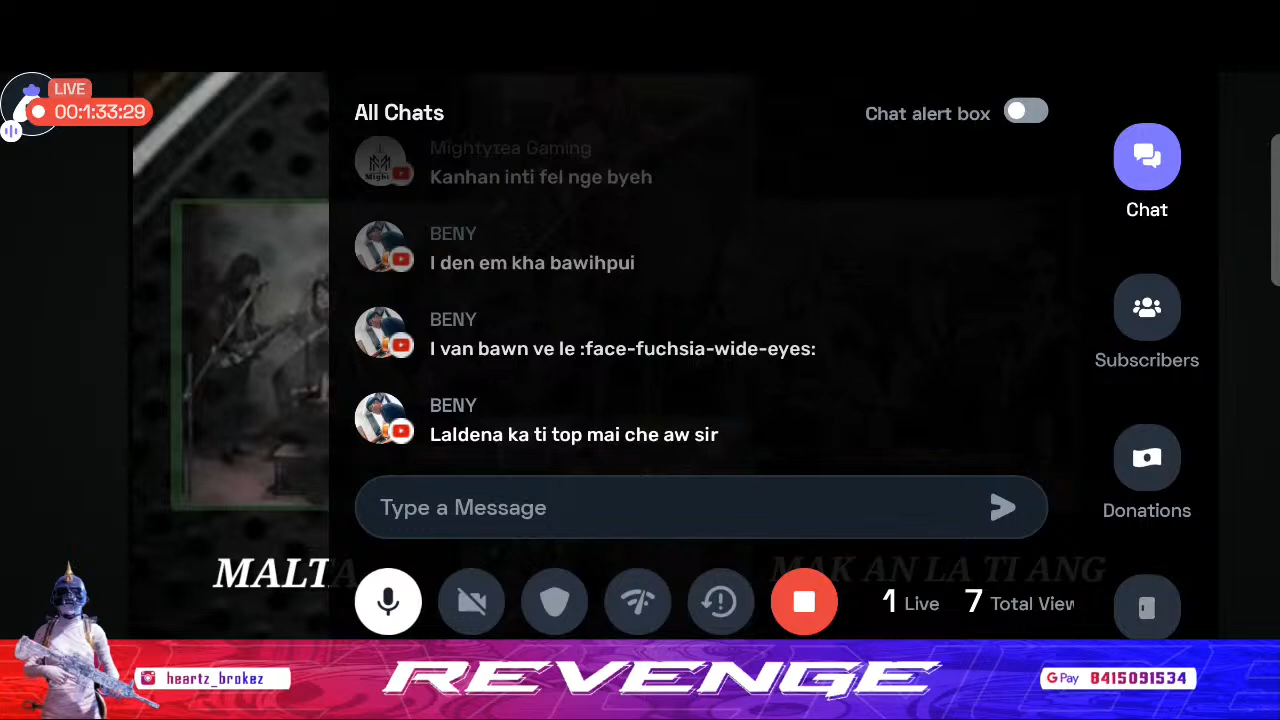 LIVE
00:1:33:29
All Chats
Chat alert box
Mightytea Gaming
Kanhan inti fel nge byeh
BENY
I den em kha bawihpui
BENY
I van bawn ve le :face-fuchsia-wide-eyes:
BENY
Laldena ka ti top mai che aw sir
Type a Message
Chat
Subscribers
Donations
MALTA
MAK AN LA TI ANG
1 Live 7 Total View
heartz_brokez
REVENGE
G Pay 8415091534